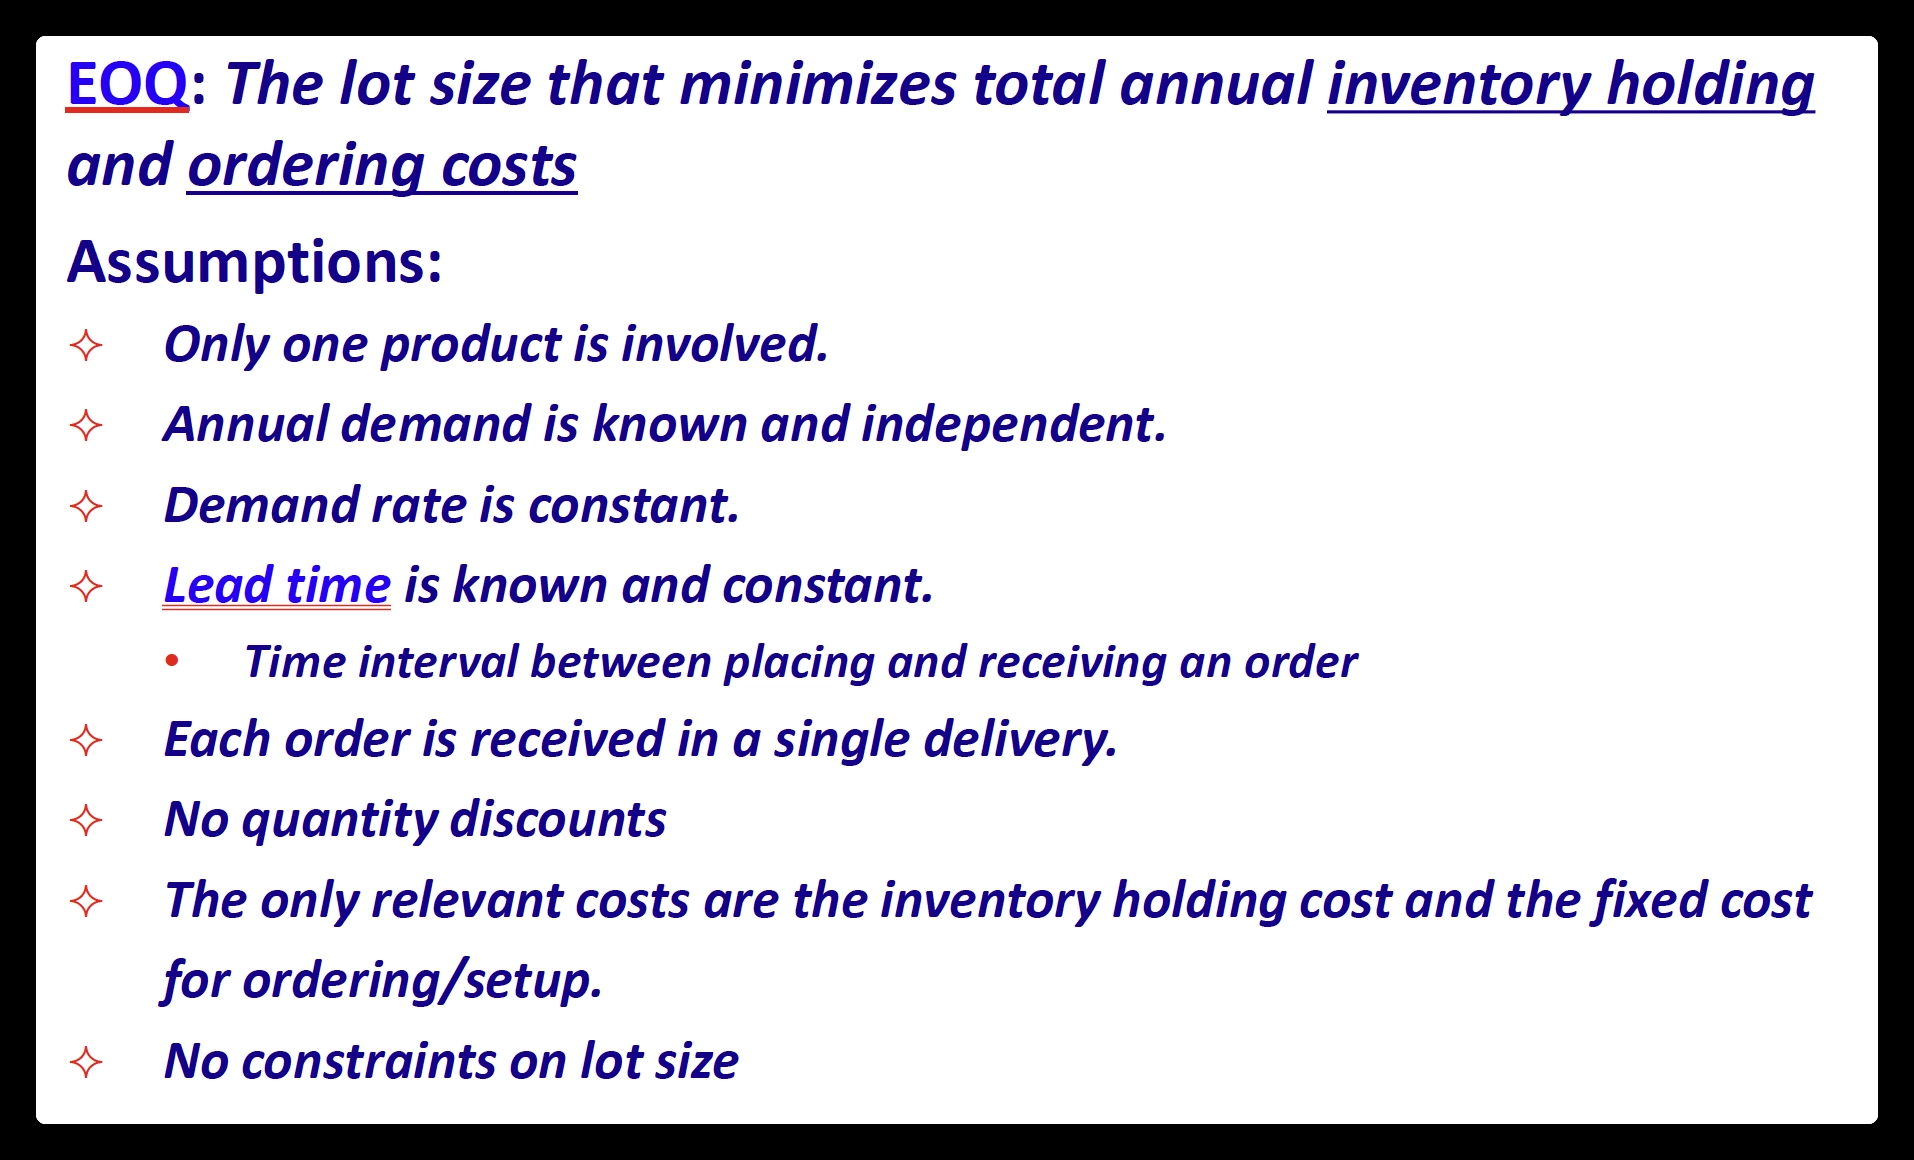 EOQ: The lot size that minimizes total annual inventory holding
and ordering costs
Assumptions:
✧ Only one product is involved.
✧ Annual demand is known and independent.
✧ Demand rate is constant.
✧ Lead time is known and constant.
• Time interval between placing and receiving an order
✧ Each order is received in a single delivery.
✧ No quantity discounts
✧ The only relevant costs are the inventory holding cost and the fixed cost
for ordering/setup.
✧ No constraints on lot size